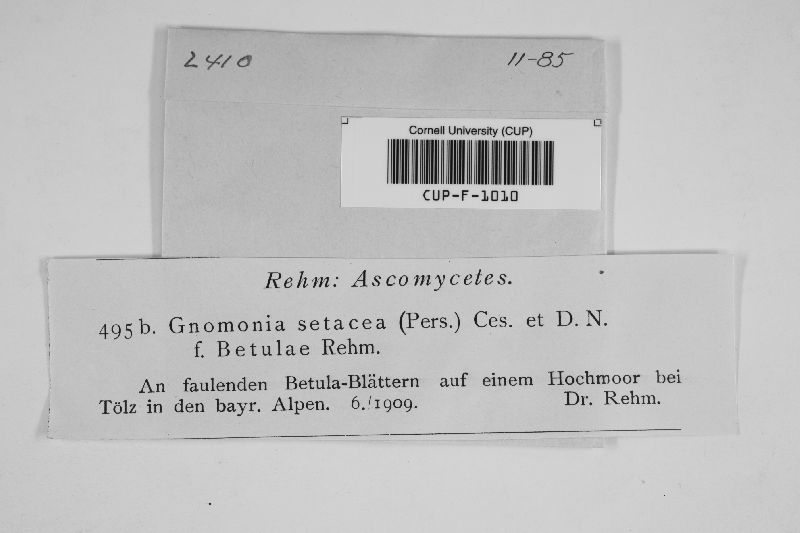 2410 11-85
Cornell University (CUP)
CUP-F-1010
Rehm: Ascomycetes.
495 b. Gnomonia setacea (Pers.) Ces. et D. N.
f. Betulae Rehm.
An faulenden Betula-Blättern auf einem Hochmoor bei
Tölz in den bayr. Alpen. 6./1909. Dr. Rehm.